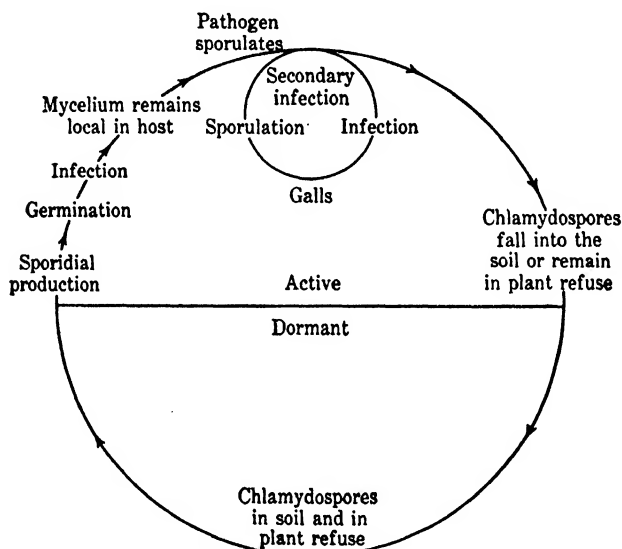 Pathogen
sporulates
Secondary
infection
Mycelium remains
local in host
Sporulation
Infection
Infection
Galls
Germination
Chlamydospores
fall into the
soil or remain
in plant refuse
Sporidial
production
Active
Dormant
Chlamydospores
in soil and in
plant refuse